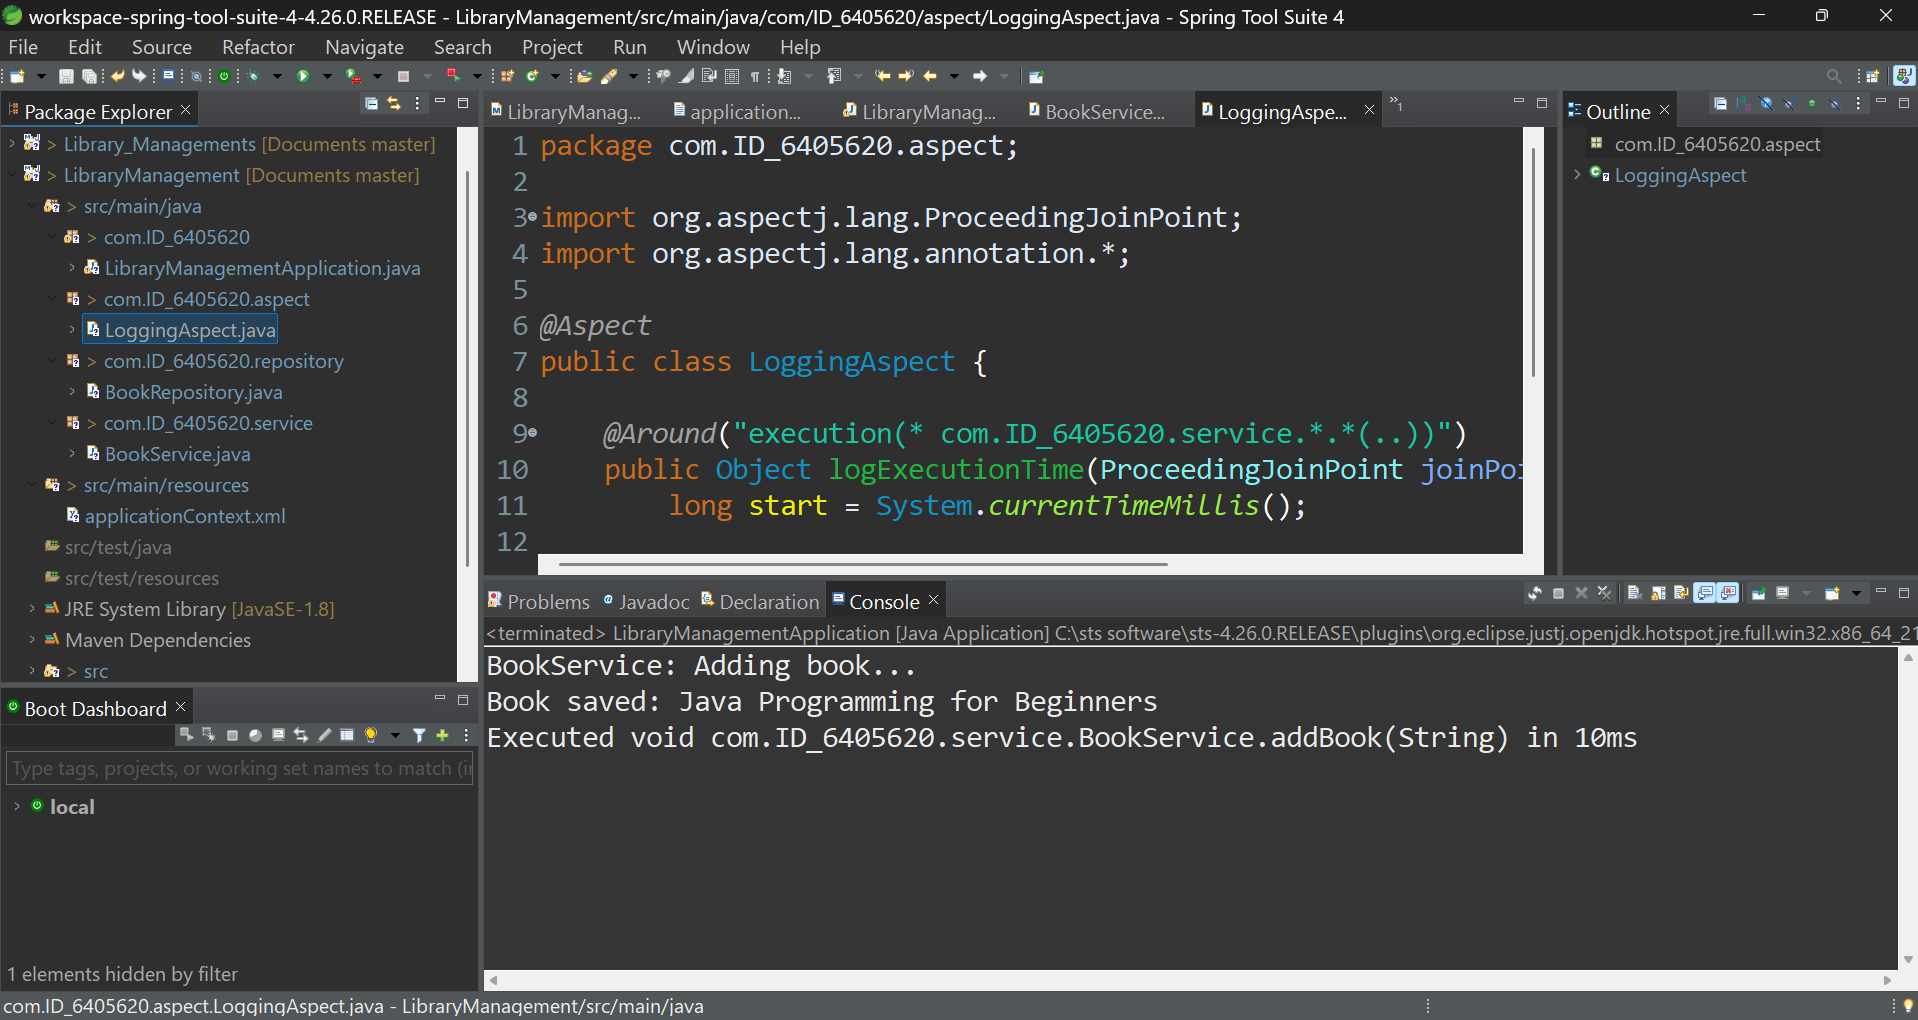 workspace-spring-tool-suite-4-4.26.0.RELEASE - LibraryManagement/src/main/java/com/ID_6405620/aspect/LoggingAspect.java - Spring Tool Suite 4
File Edit Source Refactor Navigate Search Project Run Window Help
Package Explorer
> Library_Managements [Documents master]
> LibraryManagement [Documents master]
> src/main/java
> com.ID_6405620
LibraryManagementApplication.java
> com.ID_6405620.aspect
LoggingAspect.java
> com.ID_6405620.repository
BookRepository.java
> com.ID_6405620.service
BookService.java
> src/main/resources
applicationContext.xml
src/test/java
src/test/resources
JRE System Library [JavaSE-1.8]
Maven Dependencies
> src
Boot Dashboard
Type tags, projects, or working set names to match (i
local
1 elements hidden by filter
LibraryManag... application... LibraryManag... BookService... LoggingAspe... »1
1 package com.ID_6405620.aspect;
2
3 import org.aspectj.lang.ProceedingJoinPoint;
4 import org.aspectj.lang.annotation.*;
5
6 @Aspect
7 public class LoggingAspect {
8
9 @Around("execution(* com.ID_6405620.service.*.*(..))")
10 public Object logExecutionTime(ProceedingJoinPoint joinPoi
11 long start = System.currentTimeMillis();
12
Outline
com.ID_6405620.aspect
LoggingAspect
Problems Javadoc Declaration Console
<terminated> LibraryManagementApplication [Java Application] C:\sts software\sts-4.26.0.RELEASE\plugins\org.eclipse.justj.openjdk.hotspot.jre.full.win32.x86_64_21
BookService: Adding book...
Book saved: Java Programming for Beginners
Executed void com.ID_6405620.service.BookService.addBook(String) in 10ms
com.ID_6405620.aspect.LoggingAspect.java - LibraryManagement/src/main/java